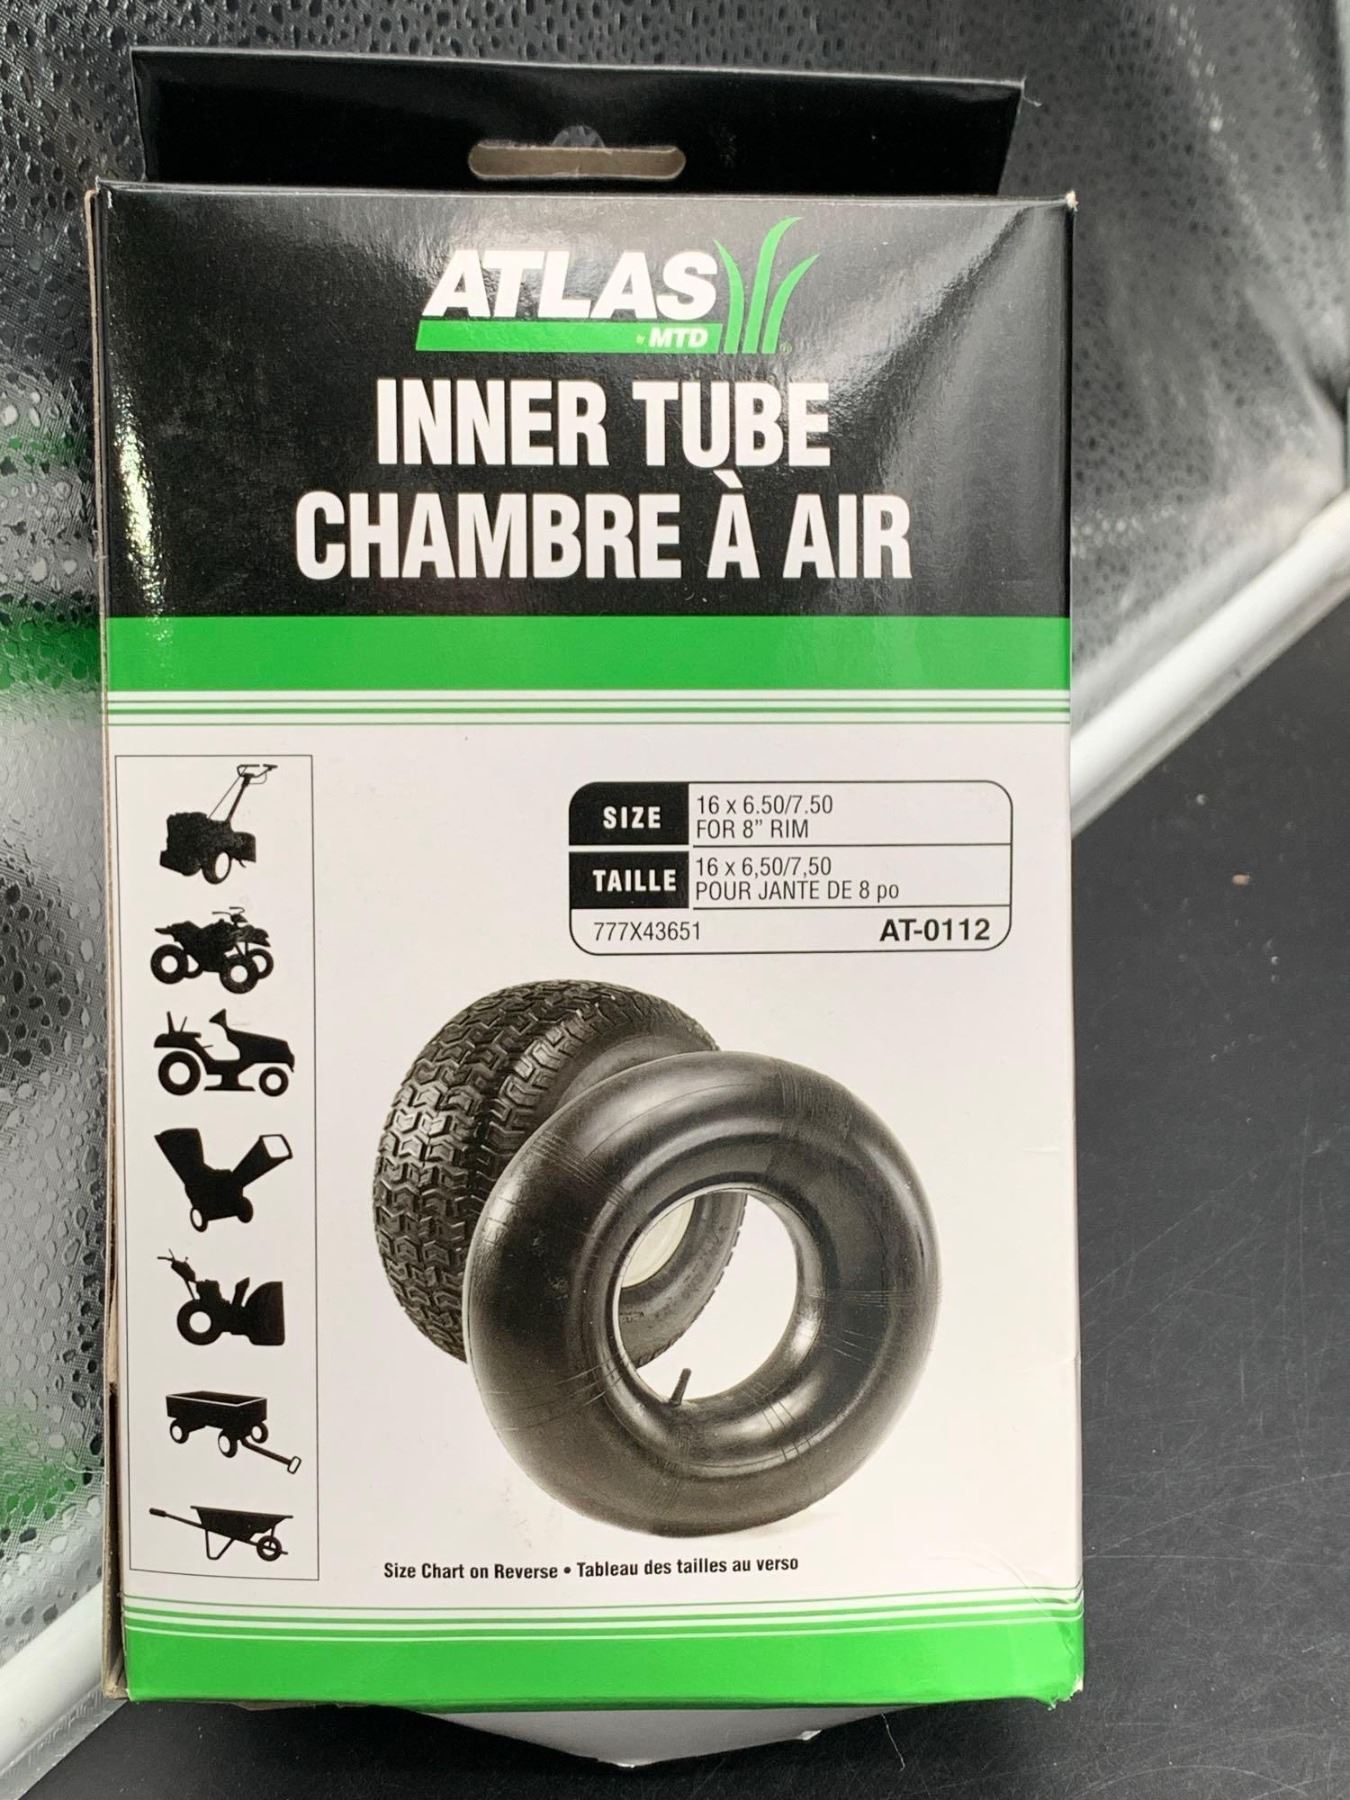 ATLAS
by MTD
INNER TUBE
CHAMBRE À AIR
SIZE
16 x 6.50/7.50
FOR 8” RIM
TAILLE
16 x 6,50/7,50
POUR JANTE DE 8 po
777X43651 AT-0112
Size Chart on Reverse • Tableau des tailles au verso